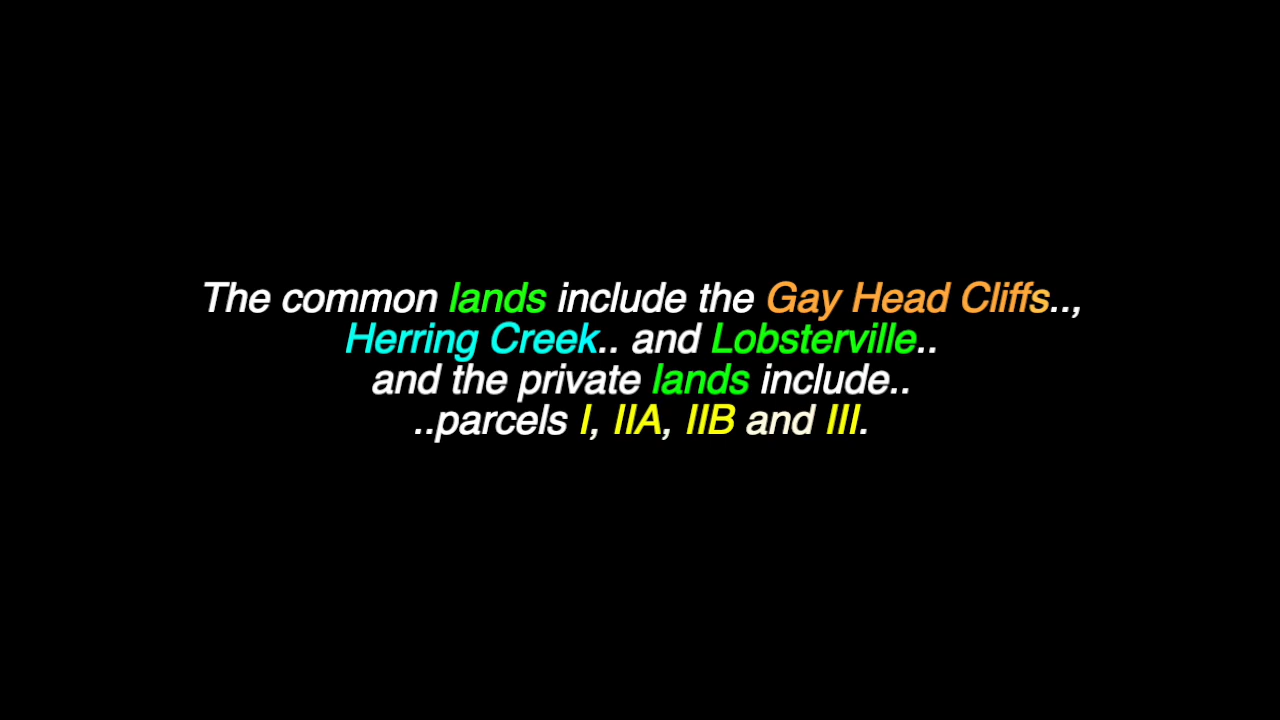 The common lands include the Gay Head Cliffs..,
Herring Creek.. and Lobsterville..
and the private lands include..
..parcels I, IIA, IIB and III.